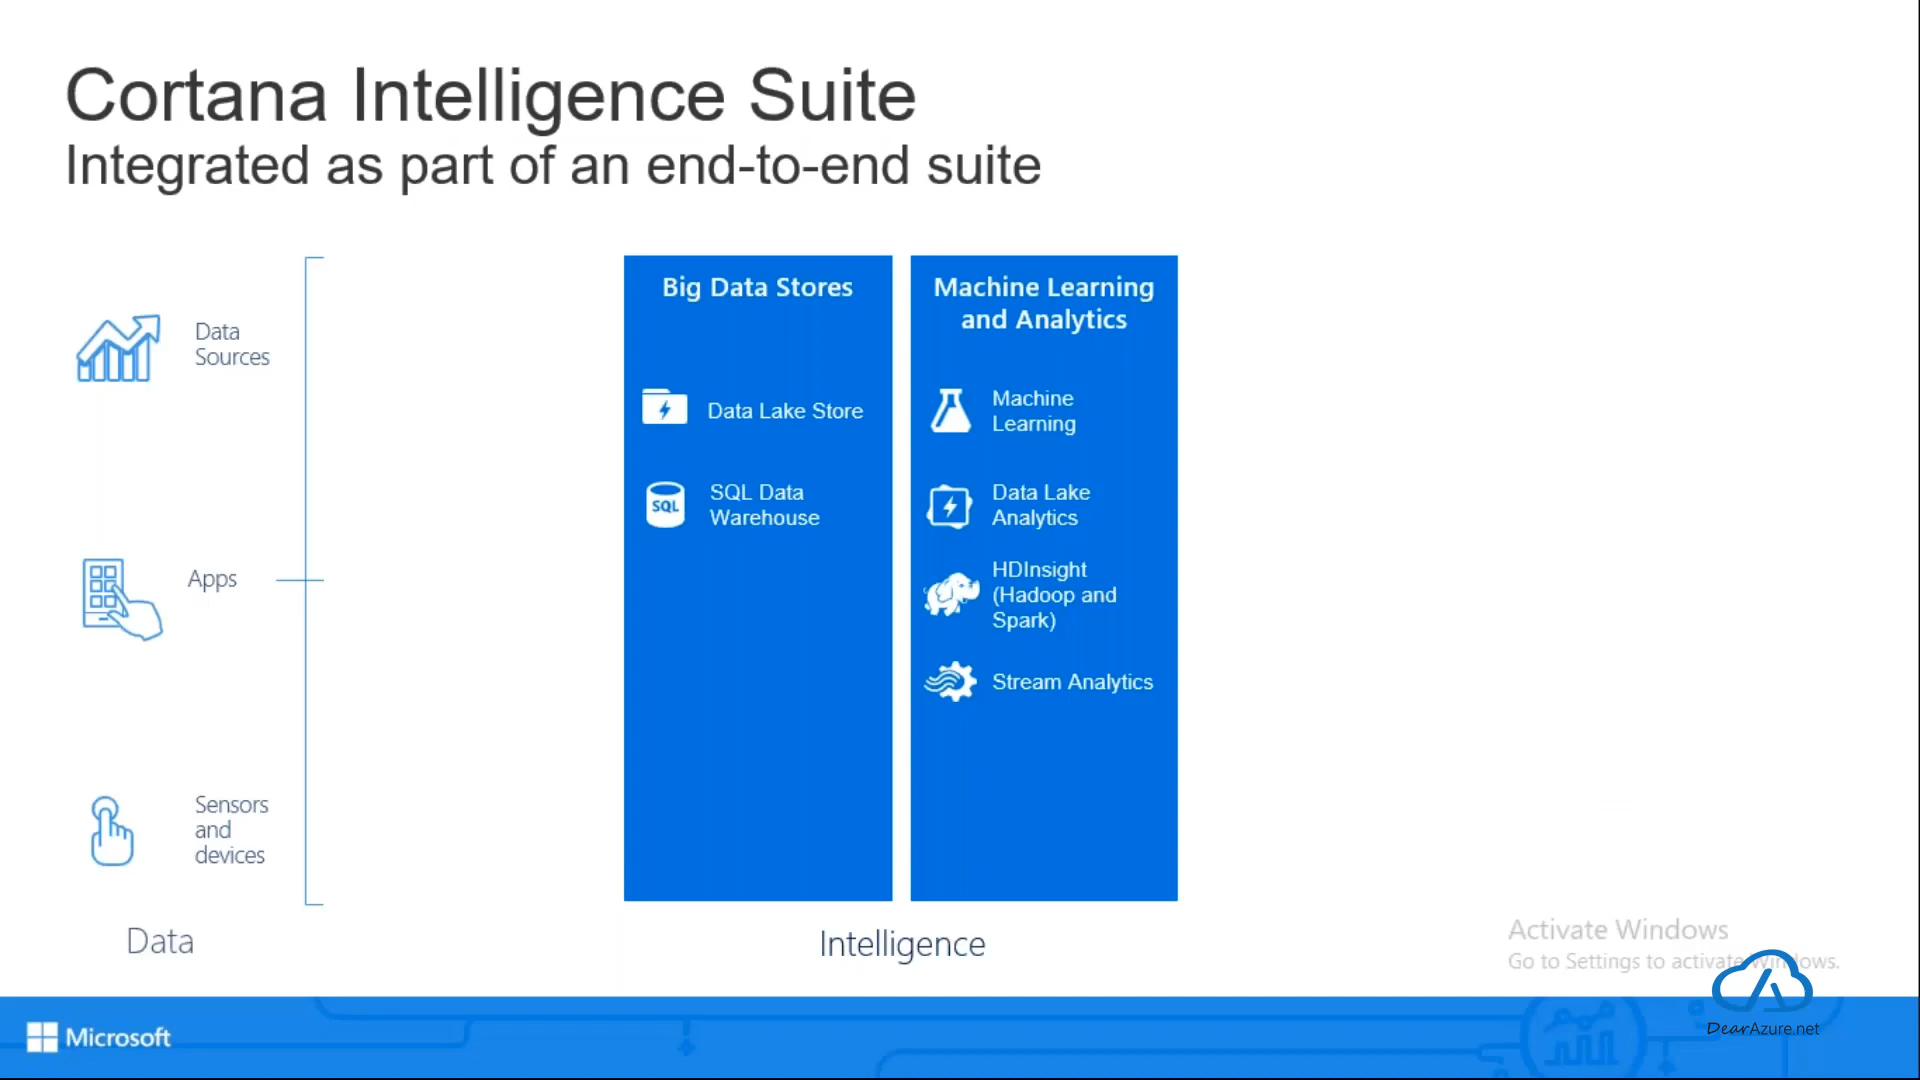 Cortana Intelligence Suite
Integrated as part of an end-to-end suite
Data
Sources
Apps
Sensors
and
devices
Data
Big Data Stores
Data Lake Store
SQL
SQL Data
Warehouse
Machine Learning
and Analytics
Machine
Learning
Data Lake
Analytics
HDInsight
(Hadoop and
Spark)
Stream Analytics
Intelligence
Activate Windows
Go to Settings to activate Windows.
Microsoft
DearAzure.net